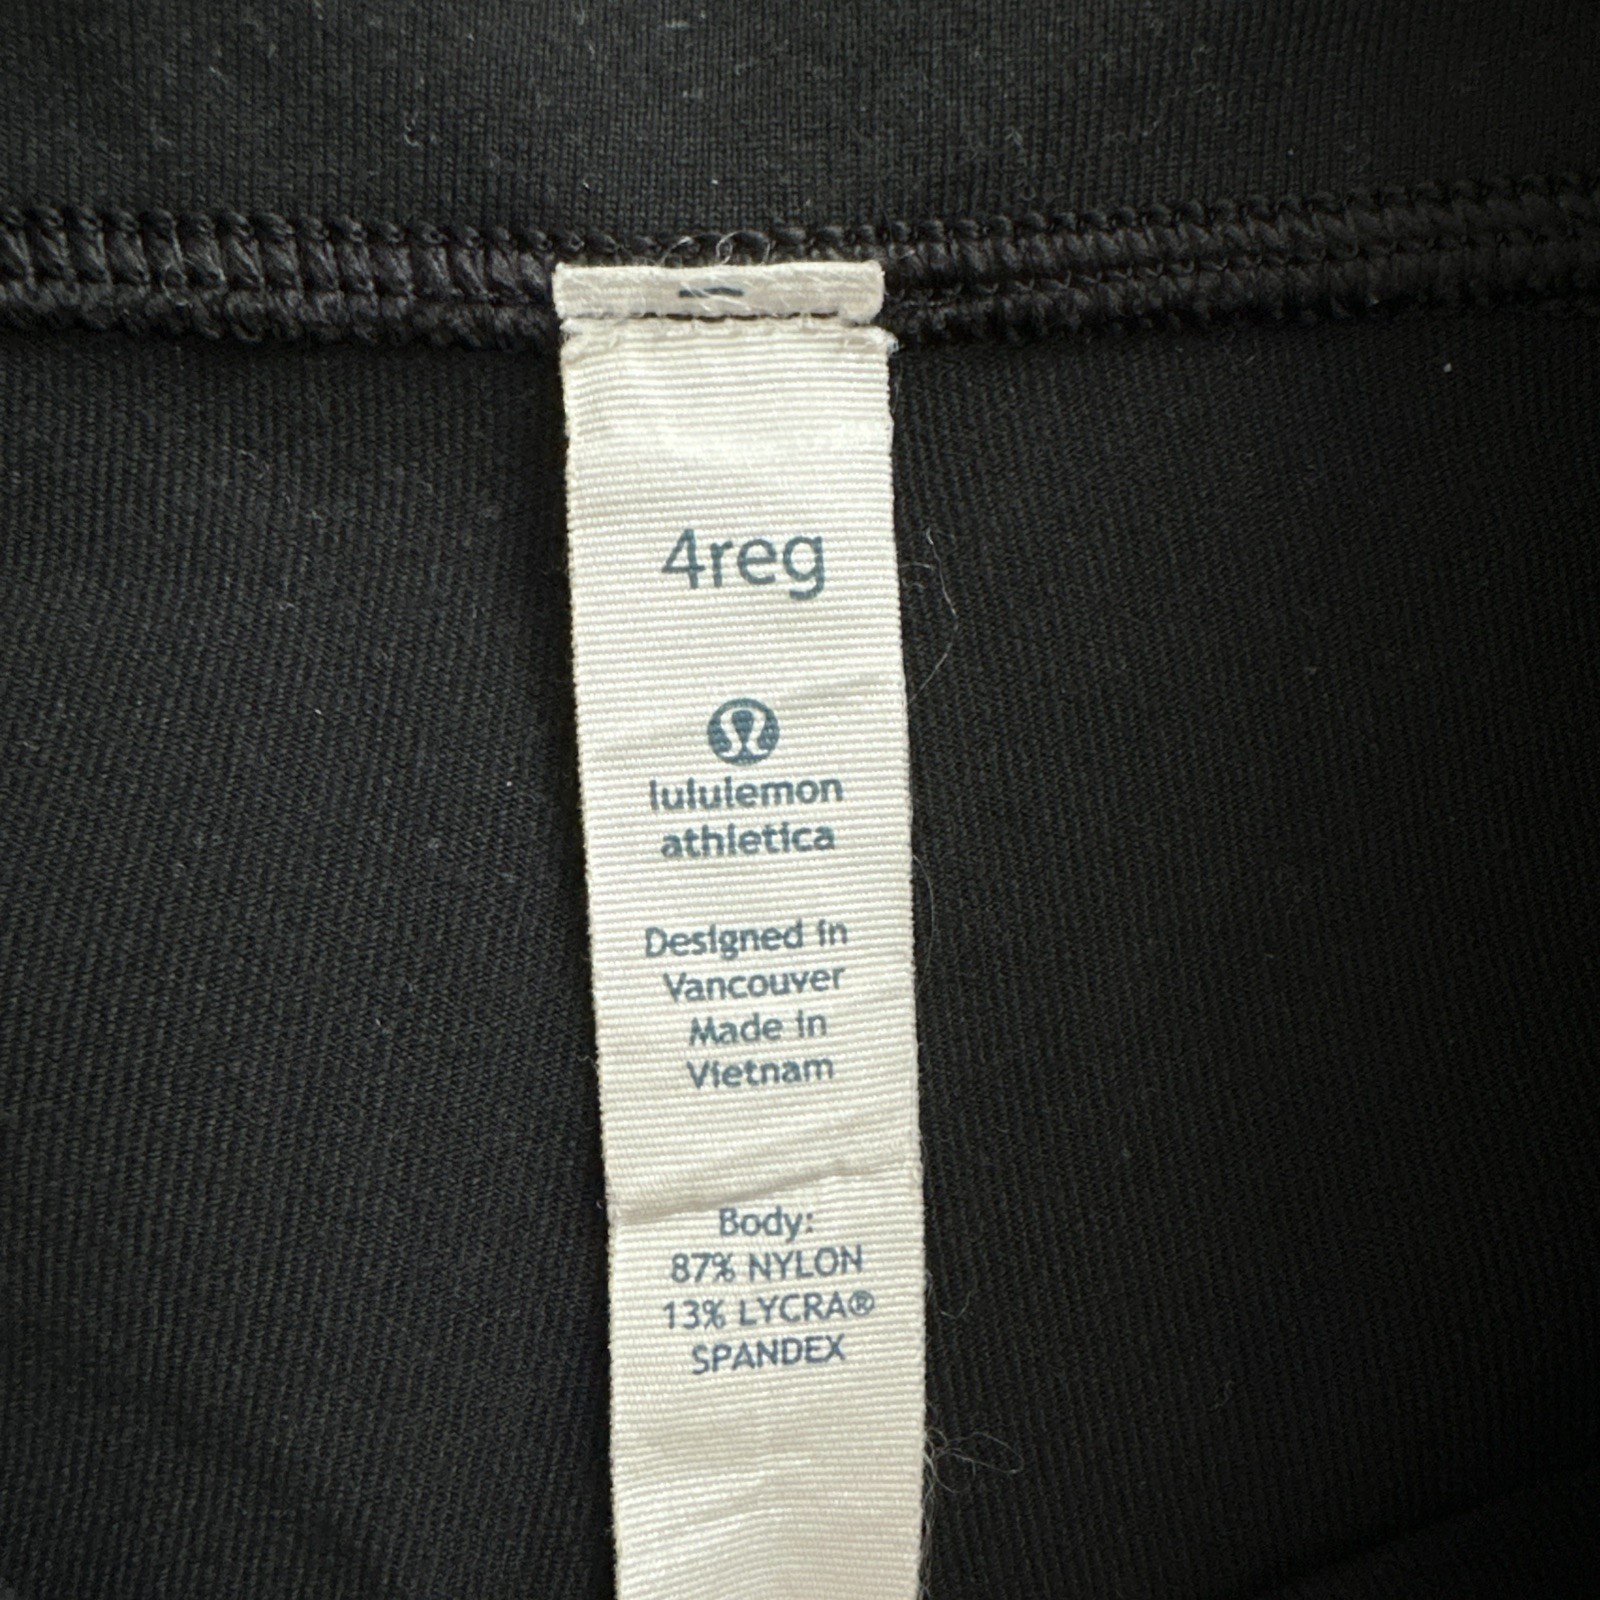 4reg
lululemon
athletica
Designed in
Vancouver
Made in
Vietnam
Body:
87% NYLON
13% LYCRA®
SPANDEX